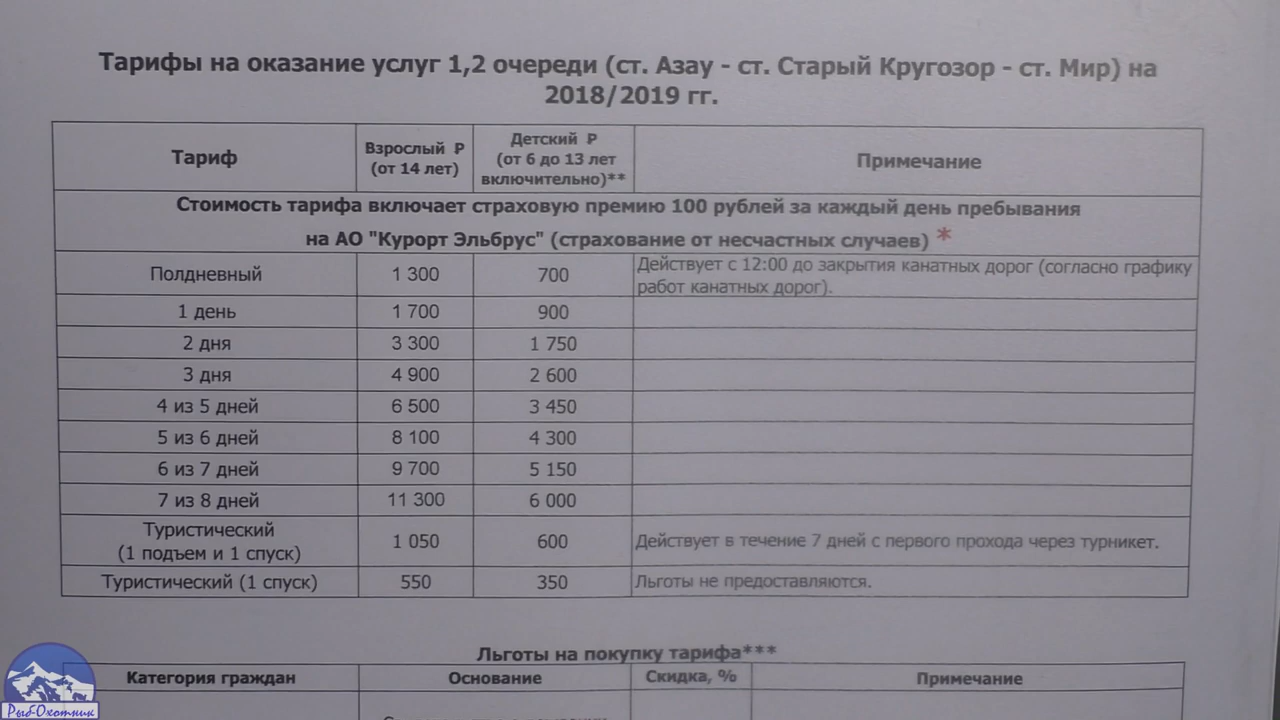 Тарифы на оказание услуг 1,2 очереди (ст. Азау - ст. Старый Кругозор - ст. Мир) на
2018/2019 гг.
Тариф
Взрослый ₽
(от 14 лет)
Детский ₽
(от 6 до 13 лет
включительно)**
Примечание
Стоимость тарифа включает страховую премию 100 рублей за каждый день пребывания
на АО "Курорт Эльбрус" (страхование от несчастных случаев) *
Полдневный 1 300 700
Действует с 12:00 до закрытия канатных дорог (согласно графику
работ канатных дорог).
1 день 1 700 900
2 дня 3 300 1 750
3 дня 4 900 2 600
4 из 5 дней 6 500 3 450
5 из 6 дней 8 100 4 300
6 из 7 дней 9 700 5 150
7 из 8 дней 11 300 6 000
Туристический
(1 подъем и 1 спуск) 1 050 600 Действует в течение 7 дней с первого прохода через турникет.
Туристический (1 спуск) 550 350 Льготы не предоставляются.
Льготы на покупку тарифа***
Категория граждан Основание Скидка, % Примечание
Рыб-Охотник